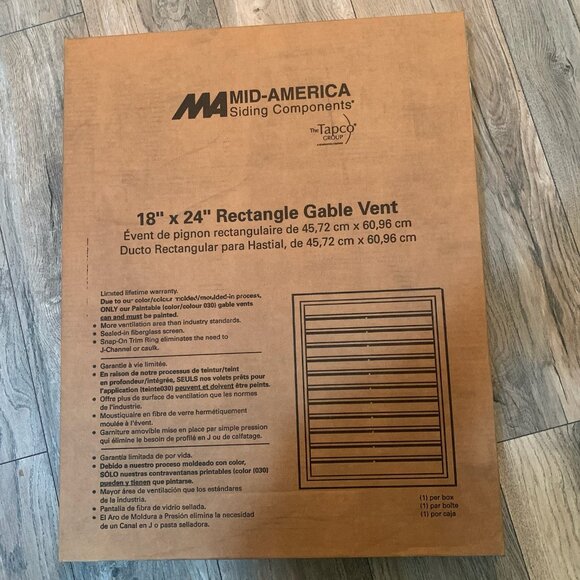 MA MID-AMERICA
Siding Components®
The Tapco®
GROUP
18" x 24" Rectangle Gable Vent
Évent de pignon rectangulaire de 45,72 cm x 60,96 cm
Ducto Rectangular para Hastial, de 45,72 cm x 60,96 cm
Limited lifetime warranty.
Due to our color/colour molded/moulded-in process,
ONLY our Paintable (color/colour 030) gable vents
can and must be painted.
• More ventilation area then industry standards.
• Sealed-in fiberglass screen.
• Snap-On Trim Ring eliminates the need to
J-Channel or caulk.
• Garantie à vie limitée.
• En raison de notre processus de teintur/teint
en profondeur/intégrée, SEULS nos volets prêts pour
l'application (teinte030) peuvent et doivent être peints.
• Offre plus de surface de ventilation que les normes
de l'industrie.
• Moustiquaire en fibre de verre hermétiquement
moulée à l'évent.
• Garniture amovible mise en place par simple pression
qui élimine le besoin de profilé en J ou de calfatage.
• Garantía limitada de por vida.
• Debido a nuestro proceso moldeado con color,
SÓLO nuestras contraventanas printables (color (030)
pueden y tienen que pintarse.
• Mayor área de ventilación que los estándares
de la industria.
• Pantalla de fibra de vidrio sellada.
• El Aro de Moldura a Presión elimina la necesidad
de un Canal en J o pasta selladora.
(1) per box
(1) par boîte
(1) por caja